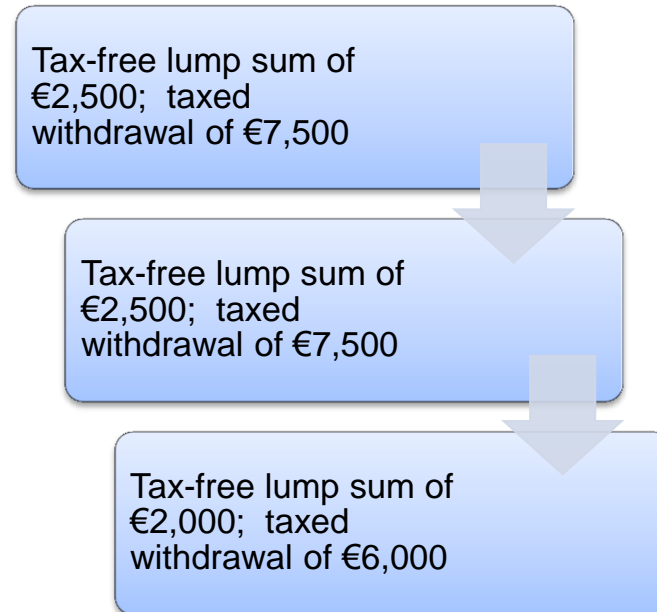 Tax-free lump sum of
€2,500;  taxed
withdrawal of €7,500
Tax-free lump sum of
€2,500;  taxed
withdrawal of €7,500
Tax-free lump sum of
€2,000;  taxed
withdrawal of €6,000